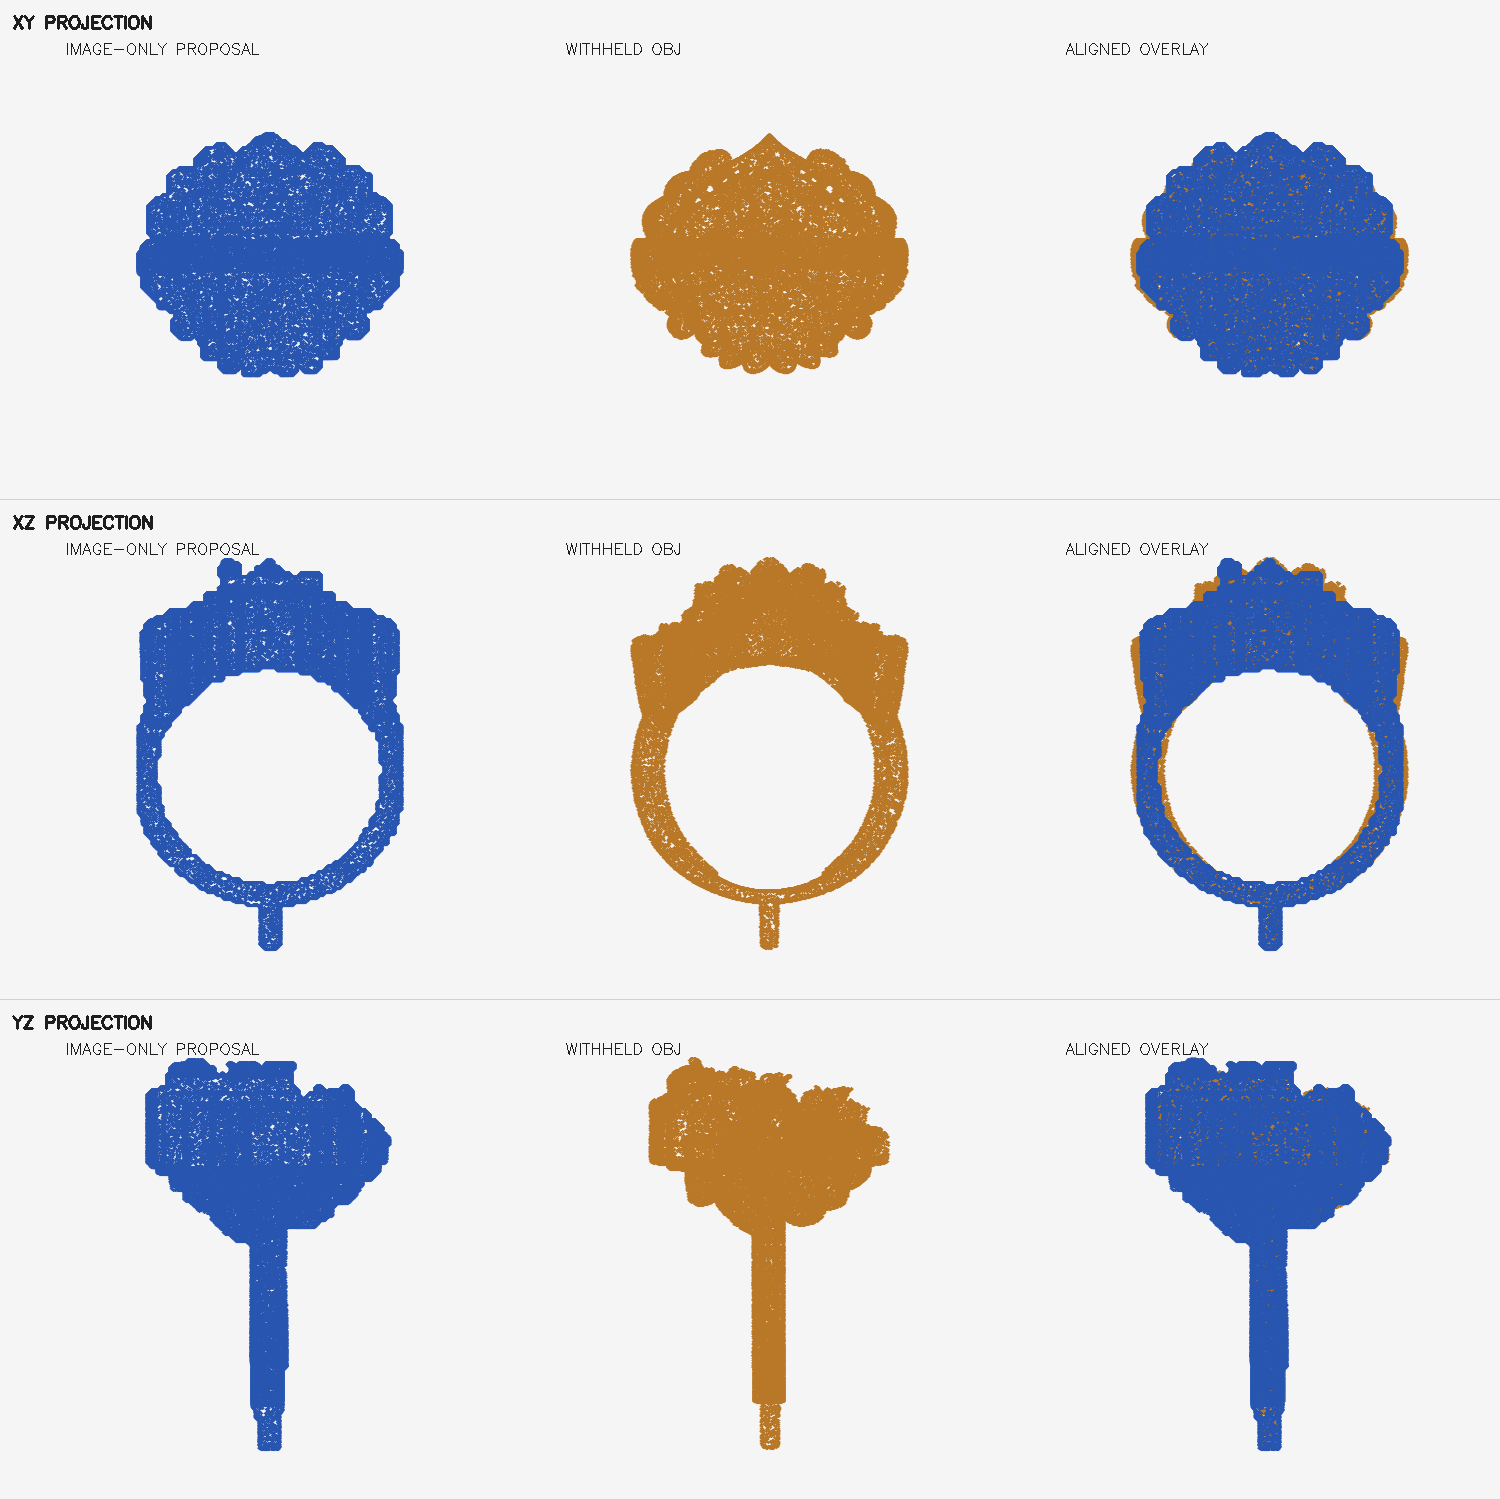 XY PROJECTION
IMAGE-ONLY PROPOSAL WITHHELD OBJ ALIGNED OVERLAY
XZ PROJECTION
IMAGE-ONLY PROPOSAL WITHHELD OBJ ALIGNED OVERLAY
YZ PROJECTION
IMAGE-ONLY PROPOSAL WITHHELD OBJ ALIGNED OVERLAY